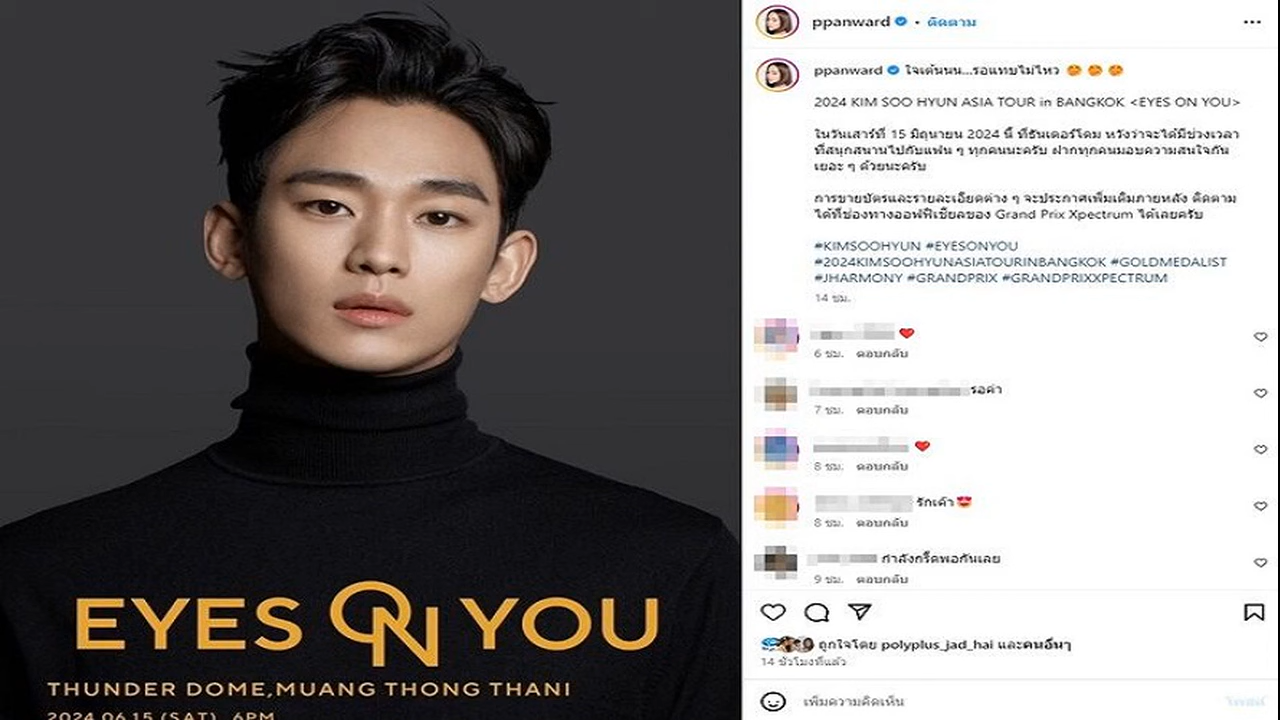 EYES ON YOU
THUNDER DOME,MUANG THONG THANI
2024.06.15 (SAT) 6PM
ppanward • ติดตาม
ppanward ใจเต้นนน...รอแทบไม่ไหว
2024 KIM SOO HYUN ASIA TOUR in BANGKOK <EYES ON YOU>
ในวันเสาร์ที่ 15 มิถุนายน 2024 นี้ ที่ธันเดอร์โดม หวังว่าจะได้มีช่วงเวลา
ที่สนุกสนานไปกับแฟน ๆ ทุกคนนะครับ ฝากทุกคนมอบความสนใจกัน
เยอะ ๆ ด้วยนะครับ
การขายบัตรและรายละเอียดต่าง ๆ จะประกาศเพิ่มเติมภายหลัง ติดตาม
ได้ที่ช่องทางออฟฟิเชียลของ Grand Prix Xpectrum ได้เลยครับ
#KIMSOOHYUN #EYESONYOU
#2024KIMSOOHYUNASIATOURINBANGKOK #GOLDMEDALIST
#JHARMONY #GRANDPRIX #GRANDPRIXXPECTRUM
14 ชม.
6 ชม. ตอบกลับ
รอค่า
7 ชม. ตอบกลับ
8 ชม. ตอบกลับ
รักเค้า
8 ชม. ตอบกลับ
กำลังกรี๊ดพอกันเลย
9 ชม. ตอบกลับ
ถูกใจโดย polyplus_jad_hai และคนอื่นๆ
14 ชั่วโมงที่แล้ว
เพิ่มความคิดเห็น
โพสต์